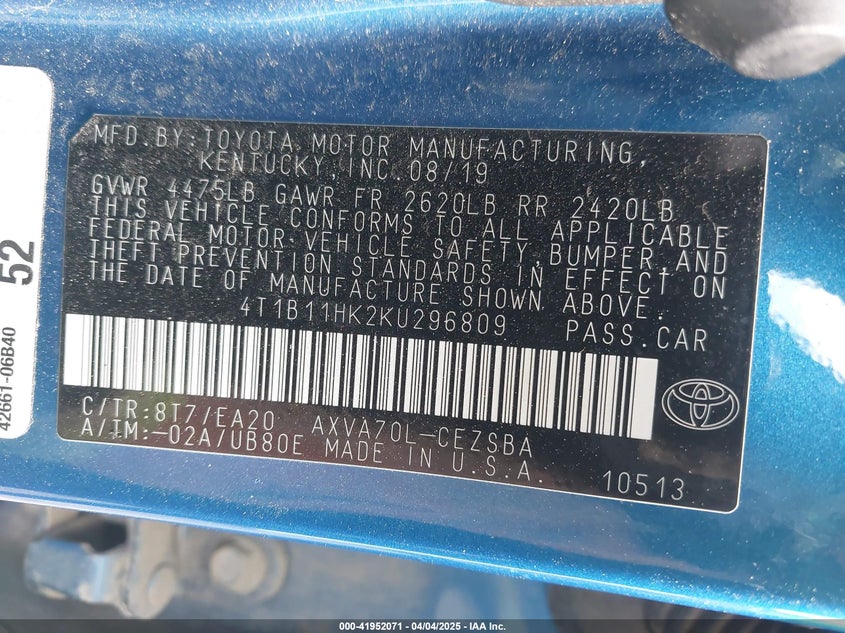 MFD.BY:TOYOTA MOTOR MANUFACTURING,
KENTUCKY,INC. 08/19
GVWR 4475LB GAWR FR 2620LB RR 2420LB
THIS VEHICLE CONFORMS TO ALL APPLICABLE
FEDERAL MOTOR-VEHICLE SAFETY,BUMPER,AND
THEFT PREVENTION STANDARDS IN EFFECT ON
THE DATE OF MANUFACTURE SHOWN ABOVE.
4T1B11HK2KU296809 PASS.CAR
C/TR:8T7/EA20 AXVA70L-CEZSBA
A/TM:-02A/UB80E MADE IN U.S.A.
10513
52
42661-06B40
000-41952071 - 04/04/2025 - IAA Inc.